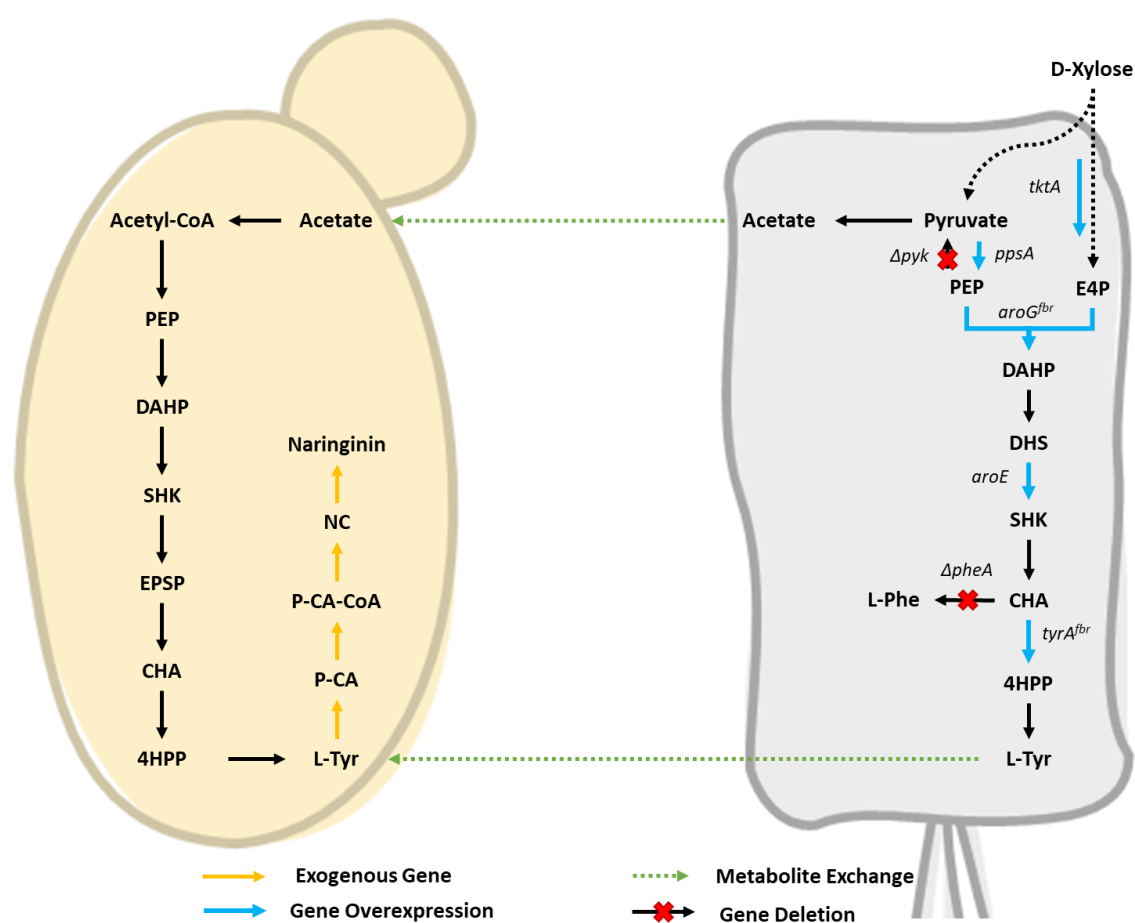 D-Xylose
tktA
Acetyl-CoA
Acetate
Acetate
Pyruvate
Δpyk
ppsA
PEP
E4P
PEP
aroGfbr
DAHP
DAHP
DHS
Naringinin
aroE
SHK
NC
SHK
EPSP
ΔpheA
P-CA-CoA
L-Phe
CHA
tyrAfbr
CHA
P-CA
4HPP
4HPP
L-Tyr
L-Tyr
Exogenous Gene
Metabolite Exchange
Gene Overexpression
Gene Deletion